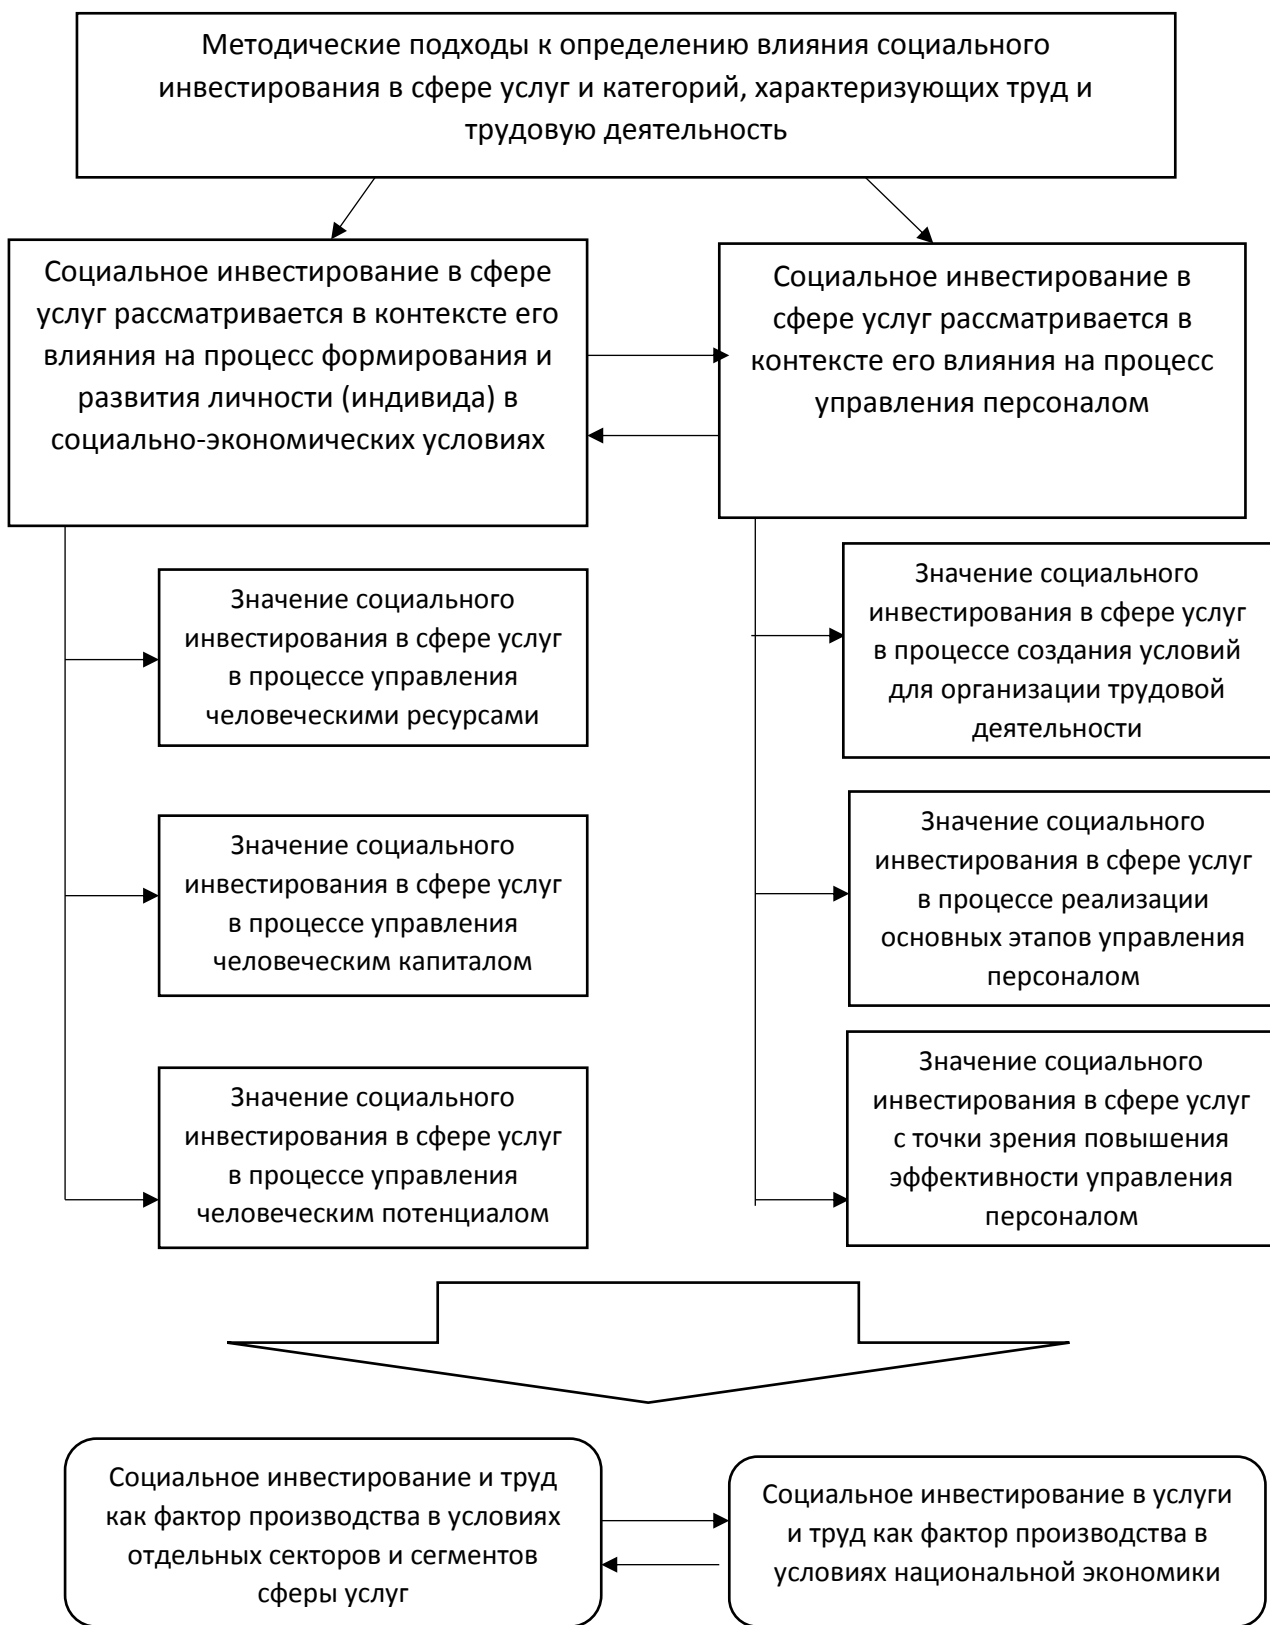 Методические подходы к определению влияния социального
инвестирования в сфере услуг и категорий, характеризующих труд и
трудовую деятельность
Социальное инвестирование в сфере
услуг рассматривается в контексте его
влияния на процесс формирования и
развития личности (индивида) в
социально-экономических условиях
Социальное инвестирование в
сфере услуг рассматривается в
контексте его влияния на процесс
управления персоналом
Значение социального
инвестирования в сфере услуг
в процессе управления
человеческими ресурсами
Значение социального
инвестирования в сфере услуг
в процессе создания условий
для организации трудовой
деятельности
Значение социального
инвестирования в сфере услуг
в процессе управления
человеческим капиталом
Значение социального
инвестирования в сфере услуг
в процессе реализации
основных этапов управления
персоналом
Значение социального
инвестирования в сфере услуг
в процессе управления
человеческим потенциалом
Значение социального
инвестирования в сфере услуг
с точки зрения повышения
эффективности управления
персоналом
Социальное инвестирование и труд
как фактор производства в условиях
отдельных секторов и сегментов
сферы услуг
Социальное инвестирование в услуги
и труд как фактор производства в
условиях национальной экономики